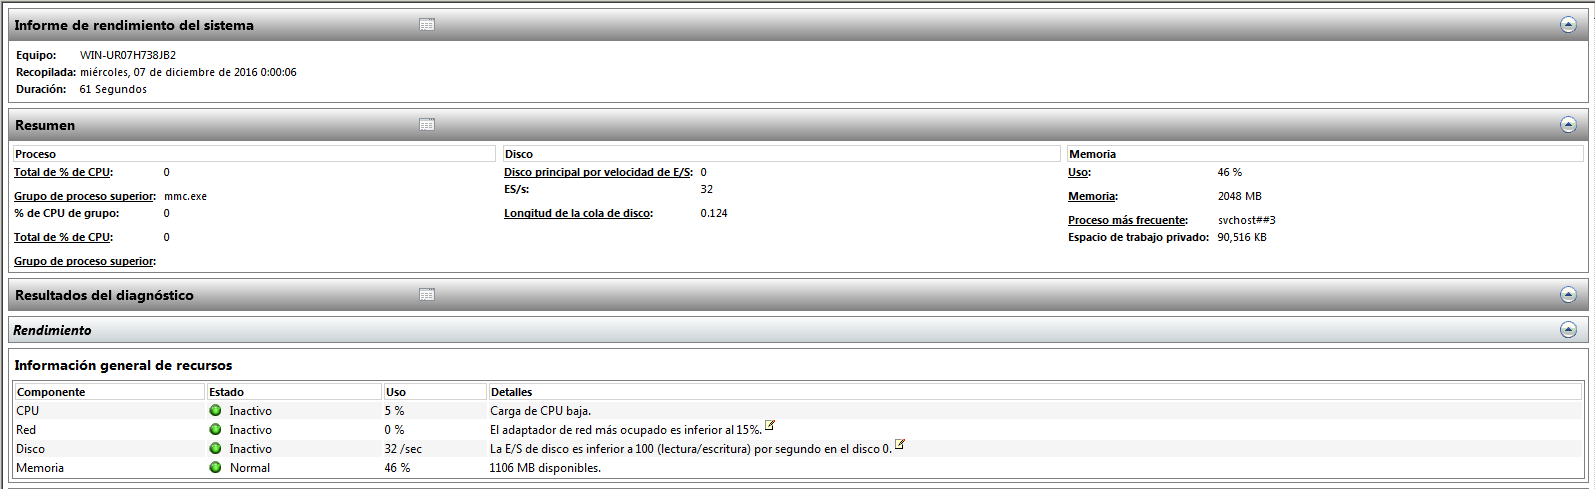 Informe de rendimiento del sistema
Equipo: WIN-UR07H738JB2
Recopilada: miércoles, 07 de diciembre de 2016 0:00:06
Duración: 61 Segundos
Resumen
Proceso
Total de % de CPU: 0
Grupo de proceso superior: mmc.exe
% de CPU de grupo: 0
Total de % de CPU: 0
Grupo de proceso superior:
Disco
Disco principal por velocidad de E/S: 0
ES/s: 32
Longitud de la cola de disco: 0.124
Memoria
Uso: 46 %
Memoria: 2048 MB
Proceso más frecuente: svchost##3
Espacio de trabajo privado: 90,516 KB
Resultados del diagnóstico
Rendimiento
Información general de recursos
Componente Estado Uso Detalles
CPU Inactivo 5 % Carga de CPU baja.
Red Inactivo 0 % El adaptador de red más ocupado es inferior al 15%.
Disco Inactivo 32 /sec La E/S de disco es inferior a 100 (lectura/escritura) por segundo en el disco 0.
Memoria Normal 46 % 1106 MB disponibles.